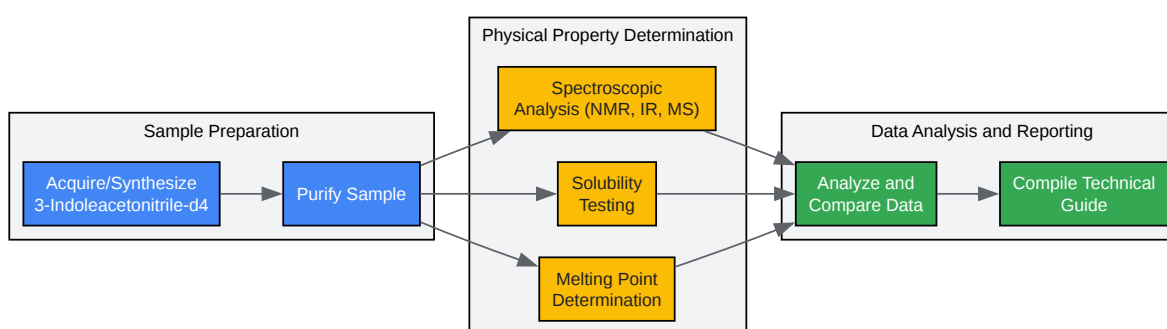 Sample Preparation
Acquire/Synthesize
3-Indoleacetonitrile-d4
Purify Sample
Physical Property Determination
Spectroscopic
Analysis (NMR, IR, MS)
Solubility
Testing
Melting Point
Determination
Data Analysis and Reporting
Analyze and
Compare Data
Compile Technical
Guide